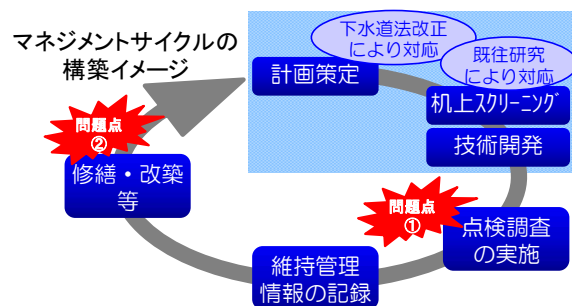 マネジメントサイクルの
構築イメージ
下水道法改正
により対応
既往研究
により対応
計画策定
机上ｽｸﾘｰﾆﾝｸﾞ
技術開発
問題点
①
点検調査
の実施
維持管理
情報の記録
問題点
②
修繕・改築
等